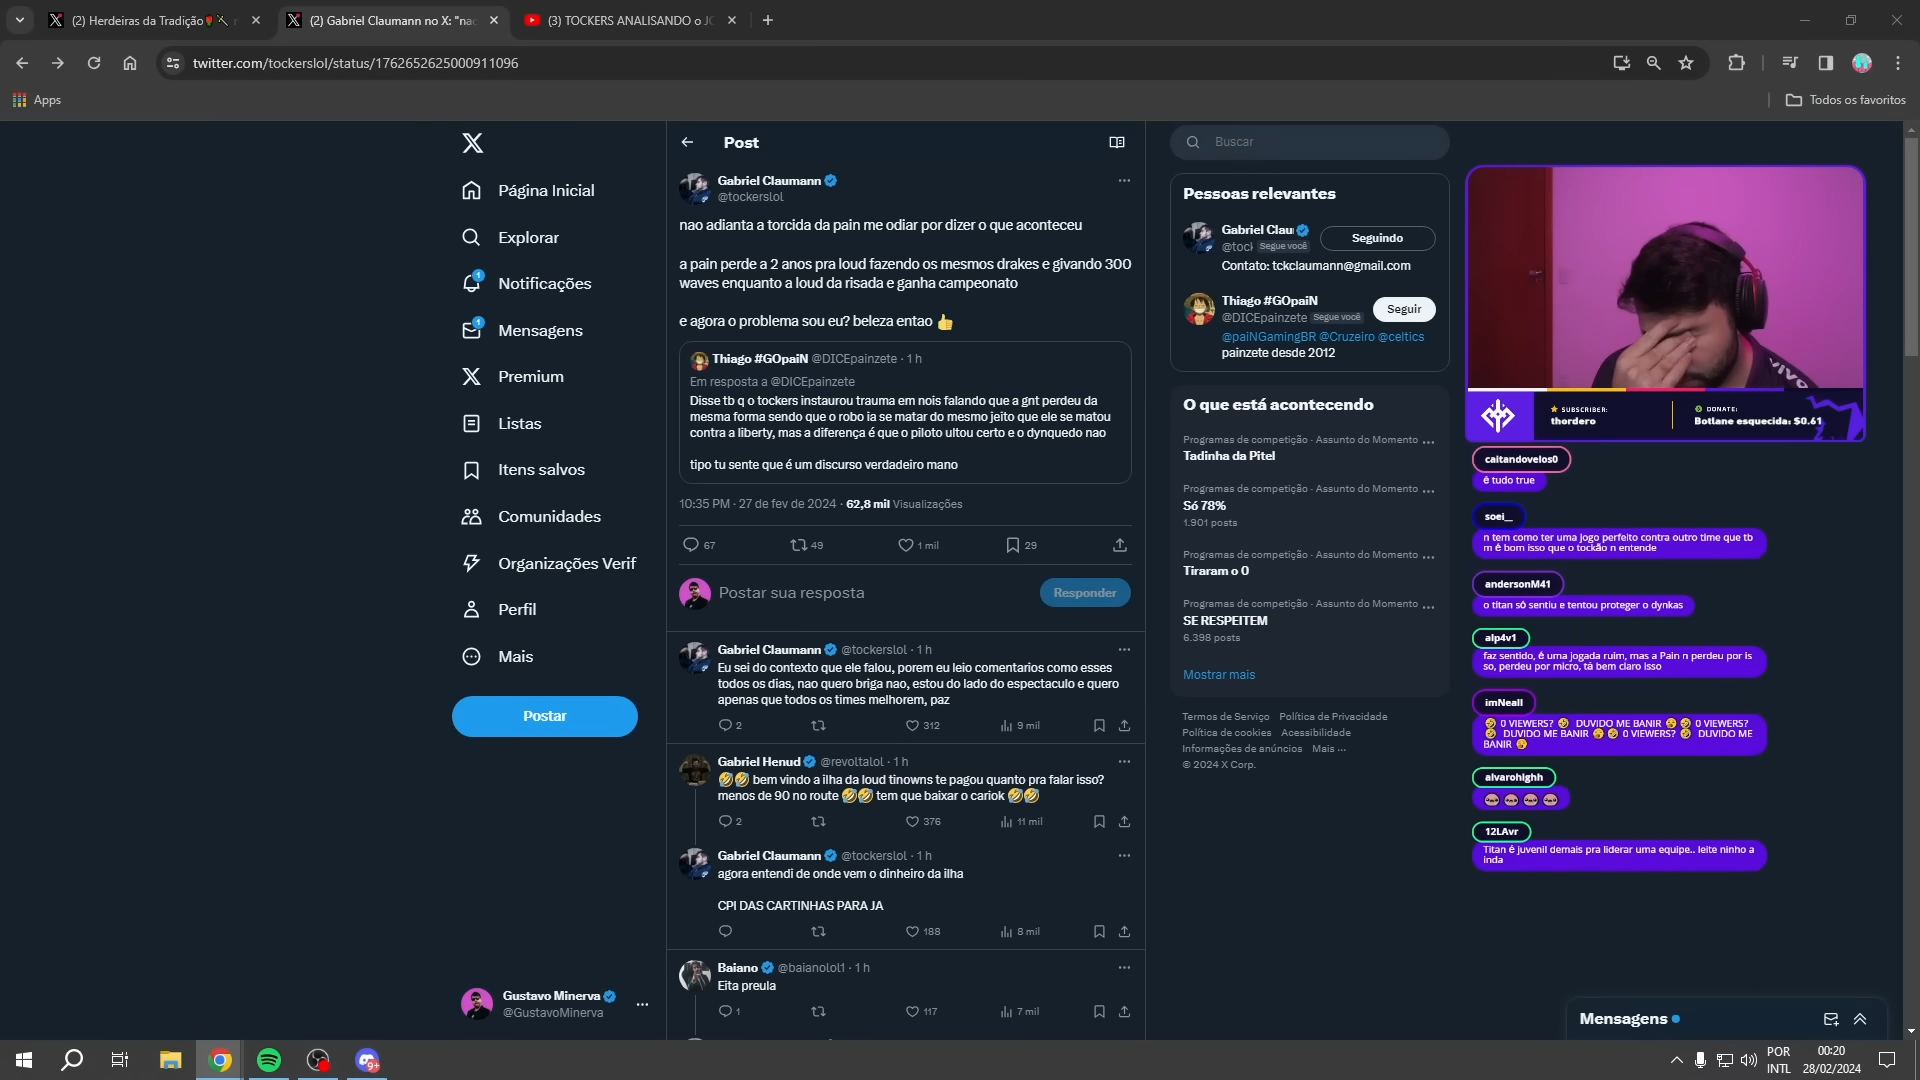 (2) Herdeiras da Tradição
(2) Gabriel Claumann no X: "nac
(3) TOCKERS ANALISANDO o JO
twitter.com/tockerslol/status/1762652625000911096
Apps
Todos os favoritos
Página Inicial
Explorar
1
Notificações
1
Mensagens
Premium
Listas
Itens salvos
Comunidades
Organizações Verif
Perfil
Mais
Postar
Gustavo Minerva
@GustavoMinerva
Post
Gabriel Claumann
@tockerslol
nao adianta a torcida da pain me odiar por dizer o que aconteceu
a pain perde a 2 anos pra loud fazendo os mesmos drakes e givando 300
waves enquanto a loud da risada e ganha campeonato
e agora o problema sou eu? beleza entao 👍
Thiago #GOpaiN @DICEpainzete · 1 h
Em resposta a @DICEpainzete
Disse tb q o tockers instaurou trauma em nois falando que a gnt perdeu da
mesma forma sendo que o robo ia se matar do mesmo jeito que ele se matou
contra a liberty, mas a diferença é que o piloto ultou certo e o dynquedo nao
tipo tu sente que é um discurso verdadeiro mano
10:35 PM · 27 de fev de 2024 · 62,8 mil Visualizações
67 49 1 mil 29
Postar sua resposta
Responder
Gabriel Claumann @tockerslol · 1 h
Eu sei do contexto que ele falou, porem eu leio comentarios como esses
todos os dias, nao quero briga nao, estou do lado do espectaculo e quero
apenas que todos os times melhorem, paz
2 312 9 mil
Gabriel Henud @revoltalol · 1 h
🤣🤣 bem vindo a ilha da loud tinowns te pagou quanto pra falar isso?
menos de 90 no route 🤣🤣 tem que baixar o cariok 🤣🤣
2 376 11 mil
Gabriel Claumann @tockerslol · 1 h
agora entendi de onde vem o dinheiro da ilha
CPI DAS CARTINHAS PARA JA
188 8 mil
Baiano @baianolol1 · 1 h
Eita preula
1 117 7 mil
Buscar
Pessoas relevantes
Gabriel Clau
@tock Segue você
Seguindo
Contato: tckclaumann@gmail.com
Thiago #GOpaiN
@DICEpainzete Segue você
Seguir
@paiNGamingBR @Cruzeiro @celtics
painzete desde 2012
O que está acontecendo
Programas de competição · Assunto do Momento
Tadinha da Pitel
Programas de competição · Assunto do Momento
Só 78%
1.901 posts
Programas de competição · Assunto do Momento
Tiraram o 0
Programas de competição · Assunto do Momento
SE RESPEITEM
6.398 posts
Mostrar mais
Termos de Serviço Política de Privacidade
Política de cookies Acessibilidade
Informações de anúncios Mais ...
© 2024 X Corp.
VIVO
SUBSCRIBER:
thordero
DONATE:
Botlane esquecida: $0.61
caitandovelos0
é tudo true
soei__
n tem como ter uma jogo perfeito contra outro time que tb
m é bom isso que o tockão n entende
andersonM41
o titan só sentiu e tentou proteger o dynkas
alp4v1
faz sentido, é uma jogada ruim, mas a Pain n perdeu por is
so, perdeu por micro, tá bem claro isso
imNeall
🤣 0 VIEWERS? 🤣 DUVIDO ME BANIR 🤣 🤣 0 VIEWERS?
🤣 DUVIDO ME BANIR 🤣 🤣 0 VIEWERS? 🤣 DUVIDO ME
BANIR 🤣
alvarohighh
12LAvr
Titan é juvenil demais pra liderar uma equipe.. leite ninho a
inda
Mensagens
9+
POR
INTL
00:20
28/02/2024